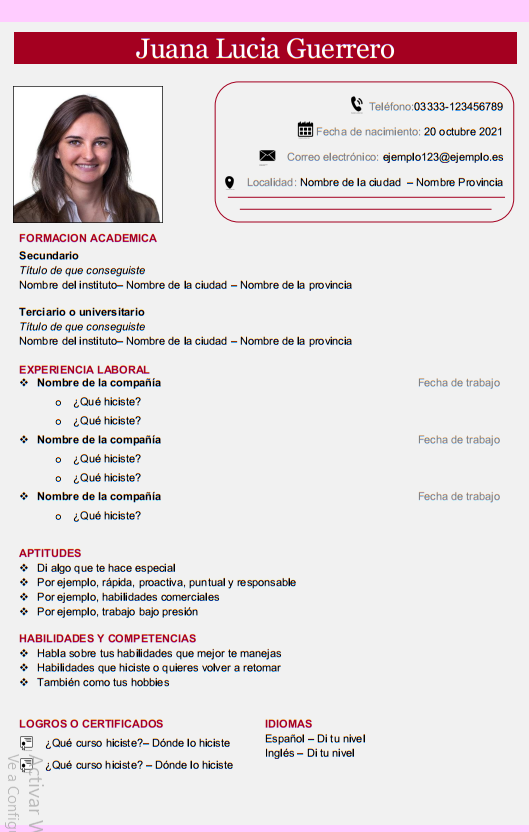 Juana Lucia Guerrero
Teléfono:03333-123456789
Fecha de nacimiento: 20 octubre 2021
Correo electrónico: ejemplo123@ejemplo.es
Localidad: Nombre de la ciudad – Nombre Provincia
FORMACION ACADEMICA
Secundario
Título de que conseguiste
Nombre del instituto– Nombre de la ciudad – Nombre de la provincia
Terciario o universitario
Título de que conseguiste
Nombre del instituto– Nombre de la ciudad – Nombre de la provincia
EXPERIENCIA LABORAL
❖ Nombre de la compañía Fecha de trabajo
o ¿Qué hiciste?
o ¿Qué hiciste?
❖ Nombre de la compañía Fecha de trabajo
o ¿Qué hiciste?
o ¿Qué hiciste?
❖ Nombre de la compañía Fecha de trabajo
o ¿Qué hiciste?
APTITUDES
❖ Di algo que te hace especial
❖ Por ejemplo, rápida, proactiva, puntual y responsable
❖ Por ejemplo, habilidades comerciales
❖ Por ejemplo, trabajo bajo presión
HABILIDADES Y COMPETENCIAS
❖ Habla sobre tus habilidades que mejor te manejas
❖ Habilidades que hiciste o quieres volver a retomar
❖ También como tus hobbies
LOGROS O CERTIFICADOS
¿Qué curso hiciste?– Dónde lo hiciste
¿Qué curso hiciste? – Dónde lo hiciste
IDIOMAS
Español – Di tu nivel
Inglés – Di tu nivel
Activar W
Ve a Config